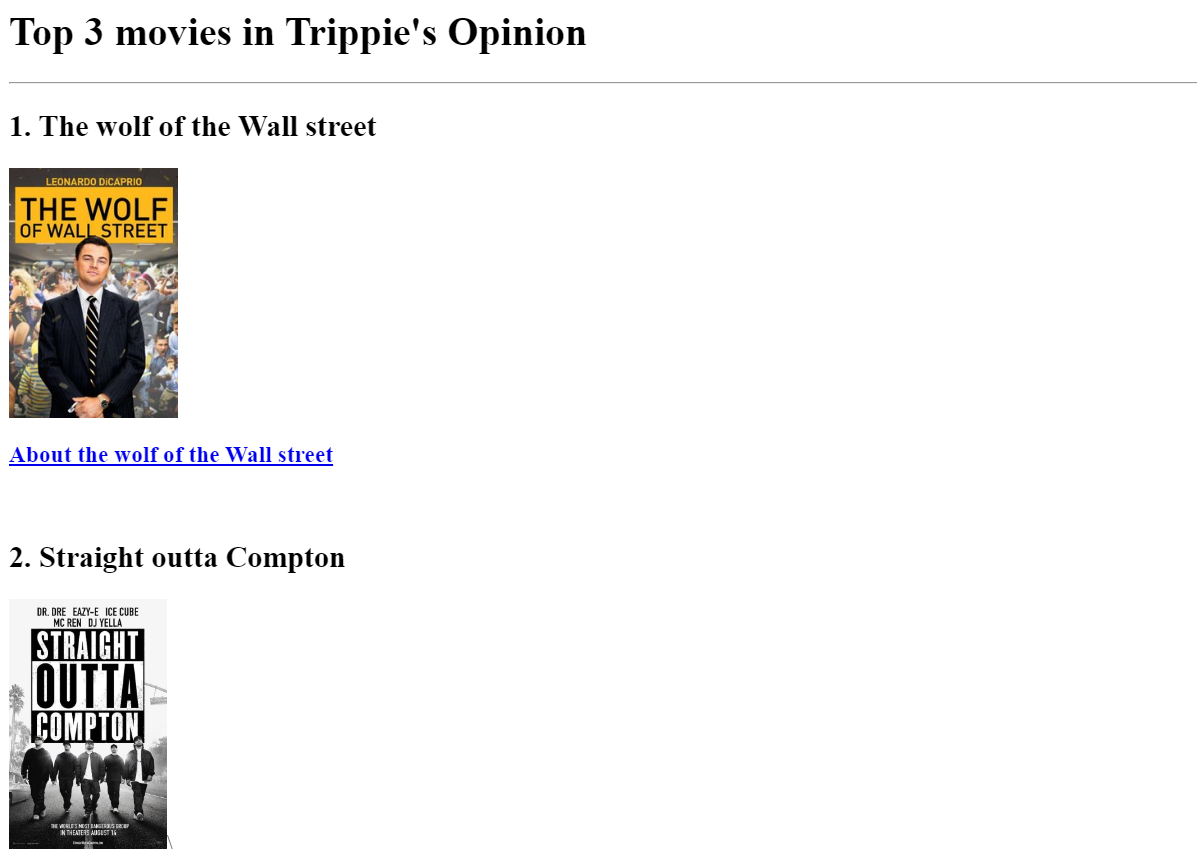 Top 3 movies in Trippie's Opinion
1. The wolf of the Wall street
LEONARDO DiCAPRIO
THE WOLF
OF WALL STREET
About the wolf of the Wall street
2. Straight outta Compton
DR. DRE EAZY-E ICE CUBE
MC REN DJ YELLA
STRAIGHT
OUTTA
COMPTON
THE WORLD'S MOST DANGEROUS GROUP
IN THEATERS AUGUST 14